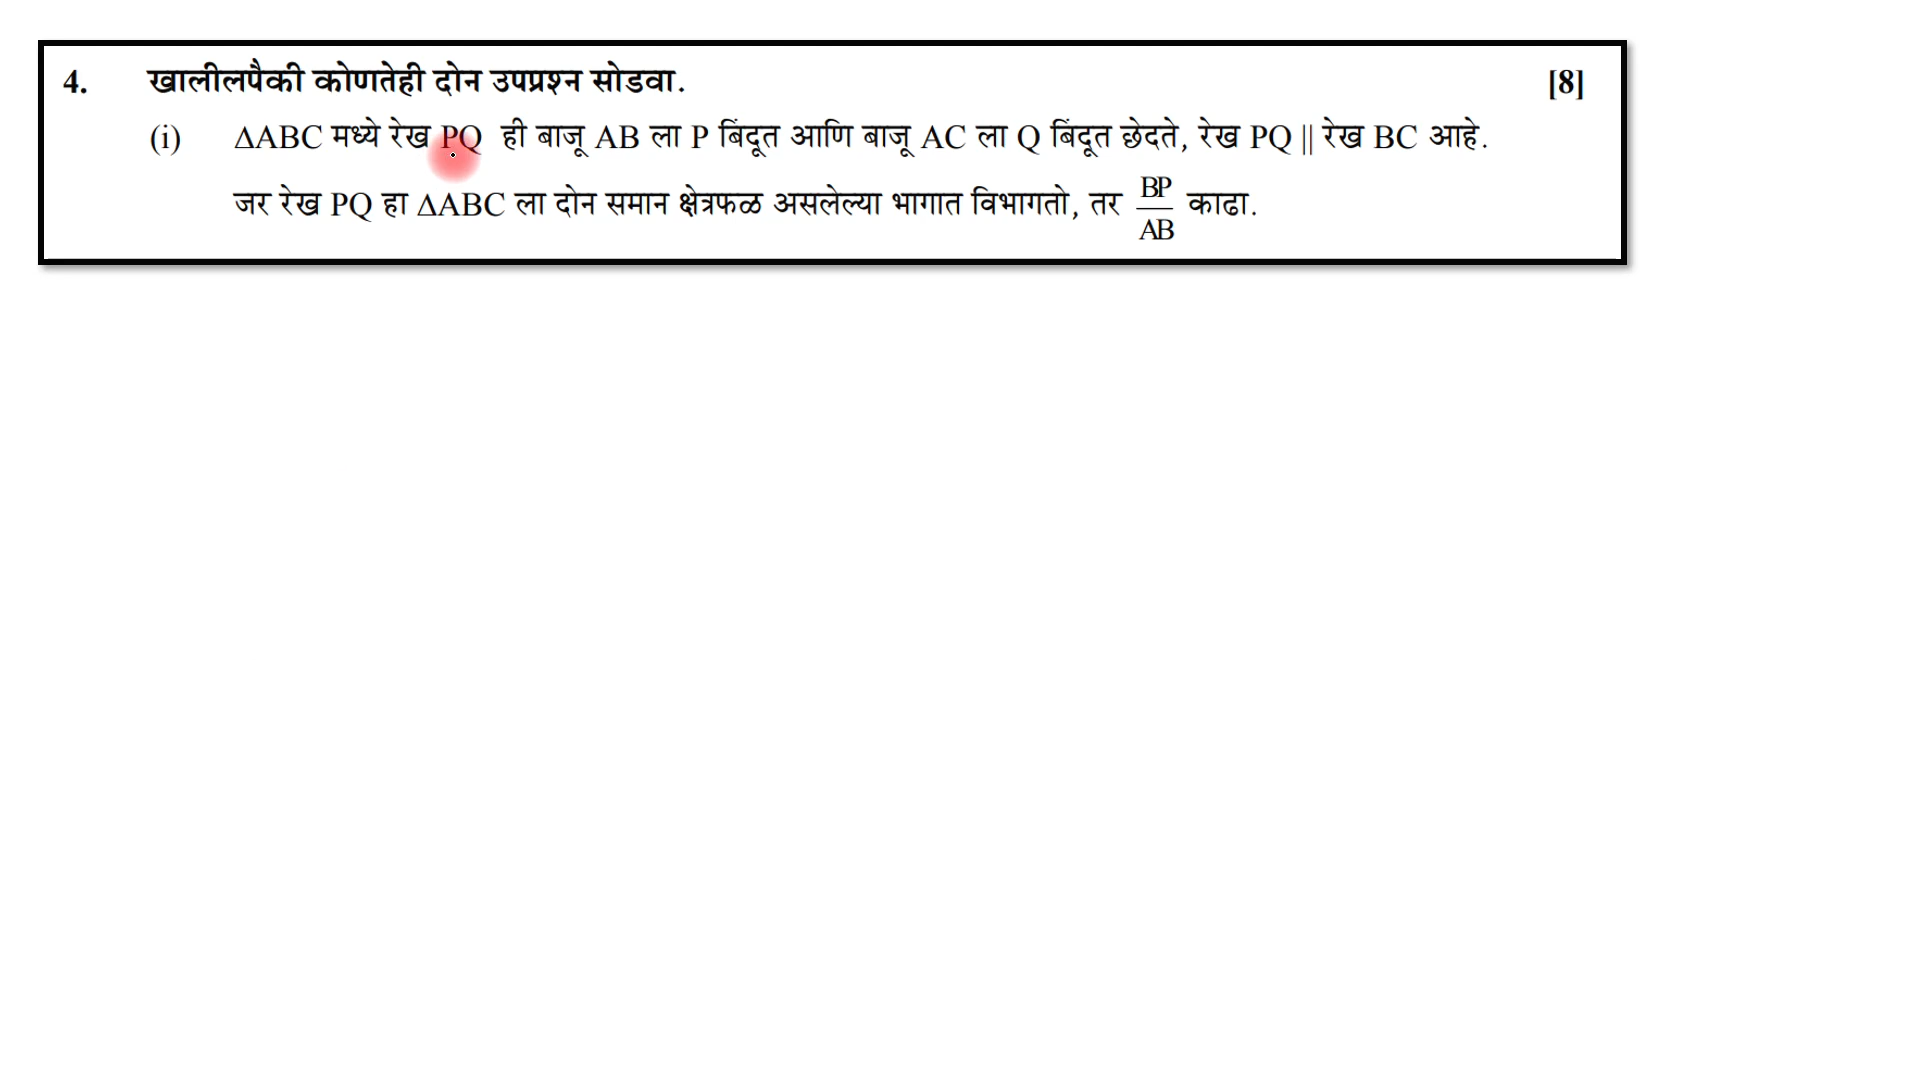 4. खालीलपैकी कोणतेही दोन उपप्रश्न सोडवा. [8]
(i) ΔABC मध्ये रेख PQ ही बाजू AB ला P बिंदूत आणि बाजू AC ला Q बिंदूत छेदते, रेख PQ || रेख BC आहे.
जर रेख PQ हा ΔABC ला दोन समान क्षेत्रफळ असलेल्या भागात विभागतो, तर BP/AB काढा.